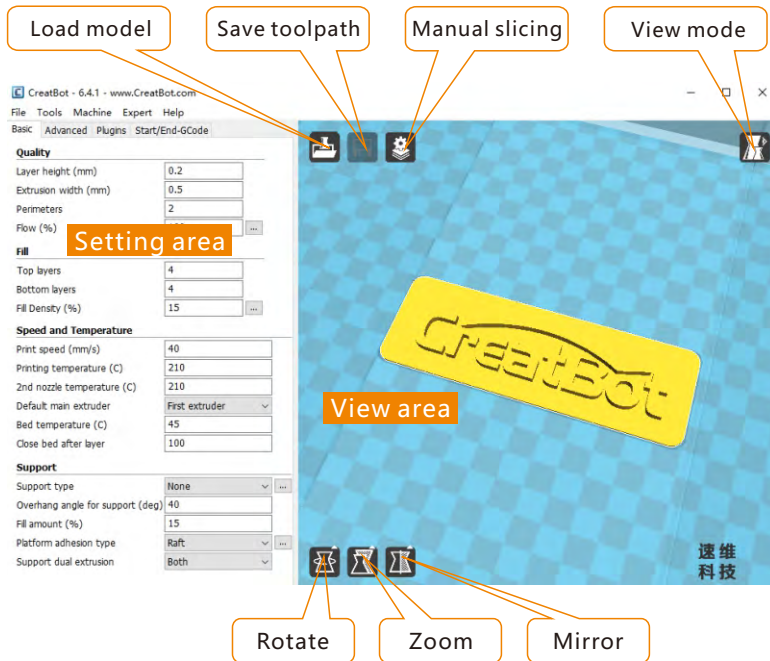 Load model
Save toolpath
Manual slicing
View mode
CreatBot - 6.4.1 - www.CreatBot.com
File Tools Machine Expert Help
Basic Advanced Plugins Start/End-GCode
Quality
Layer height (mm) 0.2
Extrusion width (mm) 0.5
Perimeters 2
Flow (%) ...
Setting area
Fill
Top layers 4
Bottom layers 4
Fill Density (%) 15 ...
Speed and Temperature
Print speed (mm/s) 40
Printing temperature (C) 210
2nd nozzle temperature (C) 210
Default main extruder First extruder
Bed temperature (C) 45
Close bed after layer 100
Support
Support type None ...
Overhang angle for support (deg) 40
Fill amount (%) 15
Platform adhesion type Raft ...
Support dual extrusion Both
CreatBot
View area
速维
科技
Rotate
Zoom
Mirror